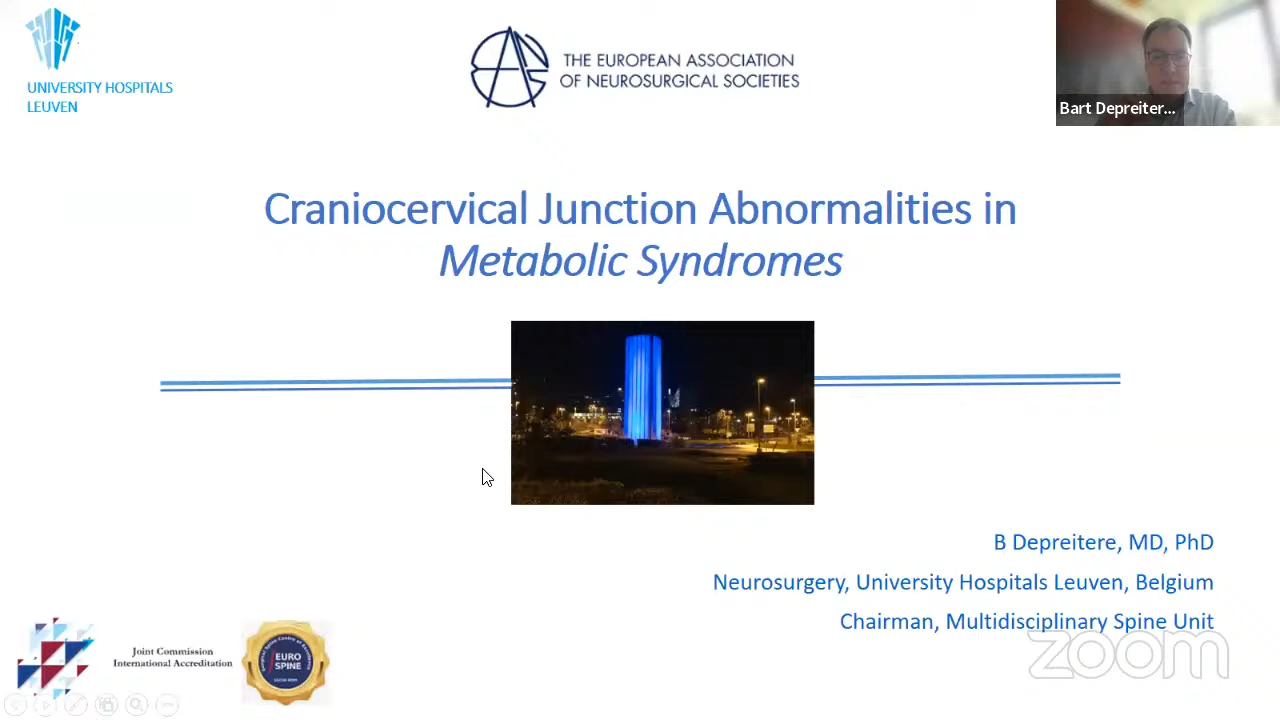 UNIVERSITY HOSPITALS
LEUVEN
THE EUROPEAN ASSOCIATION
OF NEUROSURGICAL SOCIETIES
Bart Depreiter...
Craniocervical Junction Abnormalities in
Metabolic Syndromes
B Depreitere, MD, PhD
Neurosurgery, University Hospitals Leuven, Belgium
Chairman, Multidisciplinary Spine Unit
Joint Commission
International Accreditation
EURO
SPINE
zoom